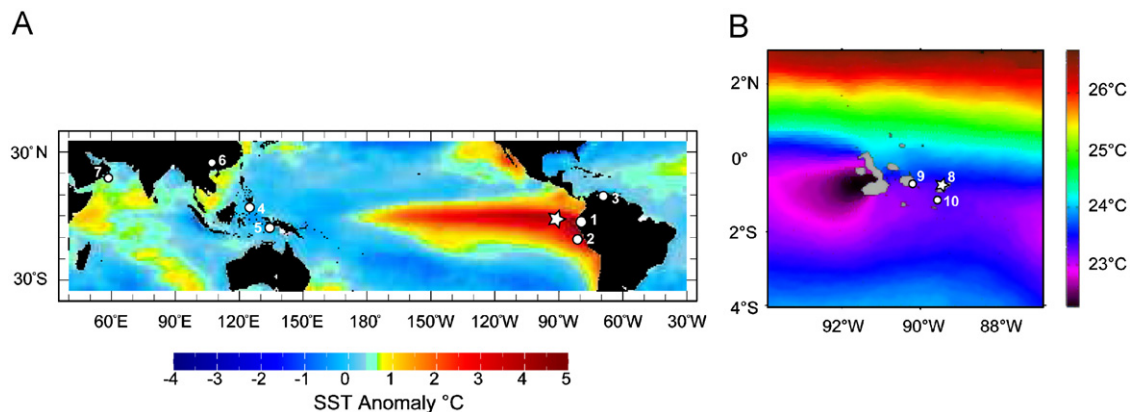 A
30°N
30°S
7
6
4
5
3
1
2
60°E
90°E
120°E
150°E
180°
150°W
120°W
90°W
60°W
30°W
-4
-3
-2
-1
0
1
2
3
4
5
SST Anomaly °C
B
2°N
0°
2°S
4°S
9
8
10
92°W
90°W
88°W
26°C
25°C
24°C
23°C